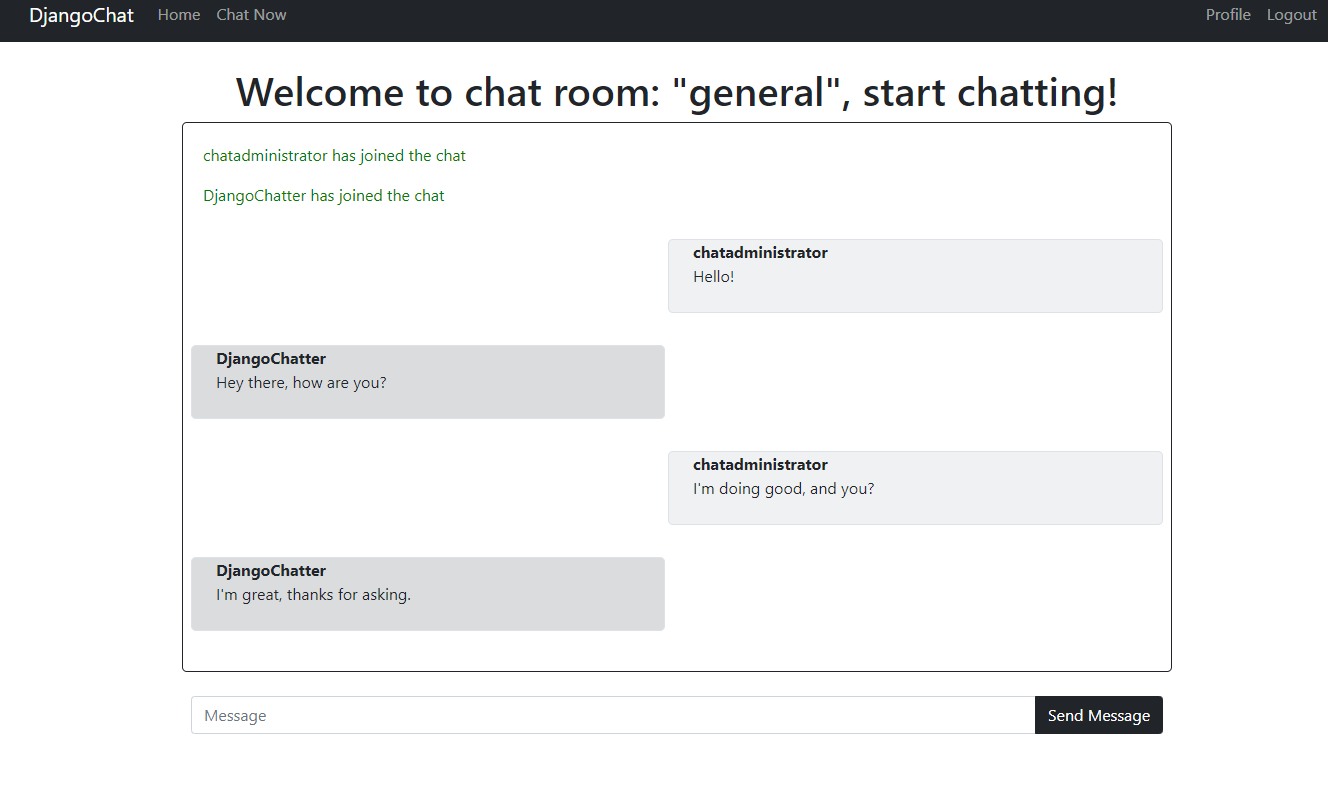 DjangoChat Home Chat Now Profile Logout
Welcome to chat room: "general", start chatting!
chatadministrator has joined the chat
DjangoChatter has joined the chat
chatadministrator
Hello!
DjangoChatter
Hey there, how are you?
chatadministrator
I'm doing good, and you?
DjangoChatter
I'm great, thanks for asking.
Message Send Message